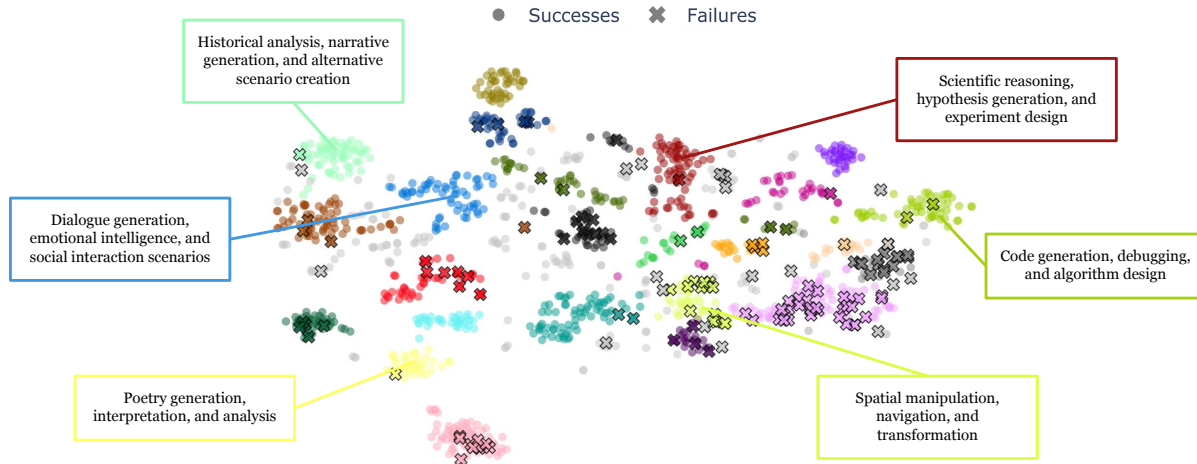 Successes
Failures
Historical analysis, narrative
generation, and alternative
scenario creation
Scientific reasoning,
hypothesis generation, and
experiment design
Dialogue generation,
emotional intelligence, and
social interaction scenarios
Code generation, debugging,
and algorithm design
Poetry generation,
interpretation, and analysis
Spatial manipulation,
navigation, and
transformation